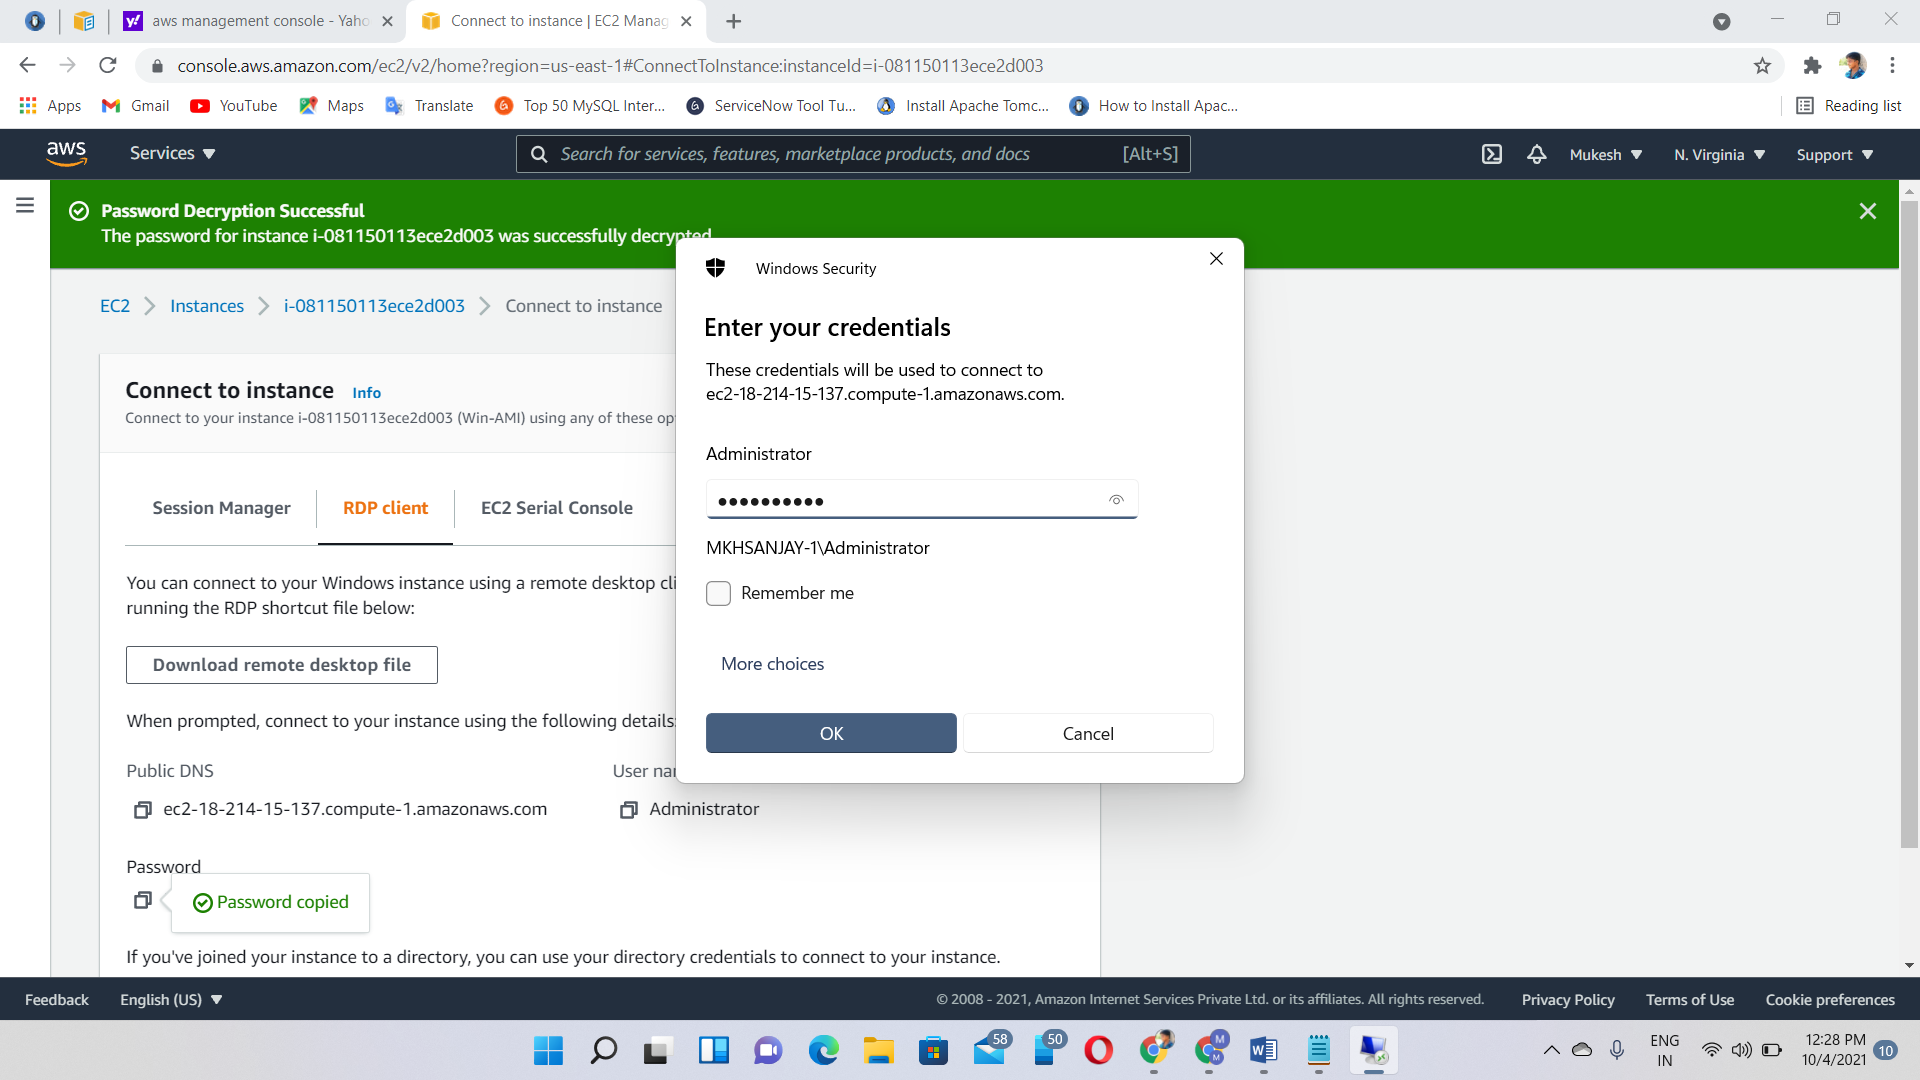 aws management console - Yaho
Connect to instance | EC2 Manag
console.aws.amazon.com/ec2/v2/home?region=us-east-1#ConnectToInstance:instanceId=i-081150113ece2d003
Apps
Gmail
YouTube
Maps
Translate
Top 50 MySQL Inter...
ServiceNow Tool Tu...
Install Apache Tomc...
How to Install Apac...
Reading list
aws
Services
Search for services, features, marketplace products, and docs
[Alt+S]
Mukesh
N. Virginia
Support
Password Decryption Successful
The password for instance i-081150113ece2d003 was successfully decrypted
EC2
Instances
i-081150113ece2d003
Connect to instance
Connect to instance Info
Connect to your instance i-081150113ece2d003 (Win-AMI) using any of these op
Session Manager
RDP client
EC2 Serial Console
You can connect to your Windows instance using a remote desktop cli
running the RDP shortcut file below:
Download remote desktop file
When prompted, connect to your instance using the following details:
Public DNS
User na
ec2-18-214-15-137.compute-1.amazonaws.com
Administrator
Password
Password copied
If you've joined your instance to a directory, you can use your directory credentials to connect to your instance.
Windows Security
Enter your credentials
These credentials will be used to connect to
ec2-18-214-15-137.compute-1.amazonaws.com.
Administrator
●●●●●●●●●●
MKHSANJAY-1\Administrator
Remember me
More choices
OK
Cancel
Feedback
English (US)
© 2008 - 2021, Amazon Internet Services Private Ltd. or its affiliates. All rights reserved.
Privacy Policy
Terms of Use
Cookie preferences
58
50
M
M
ENG
IN
12:28 PM
10/4/2021
10